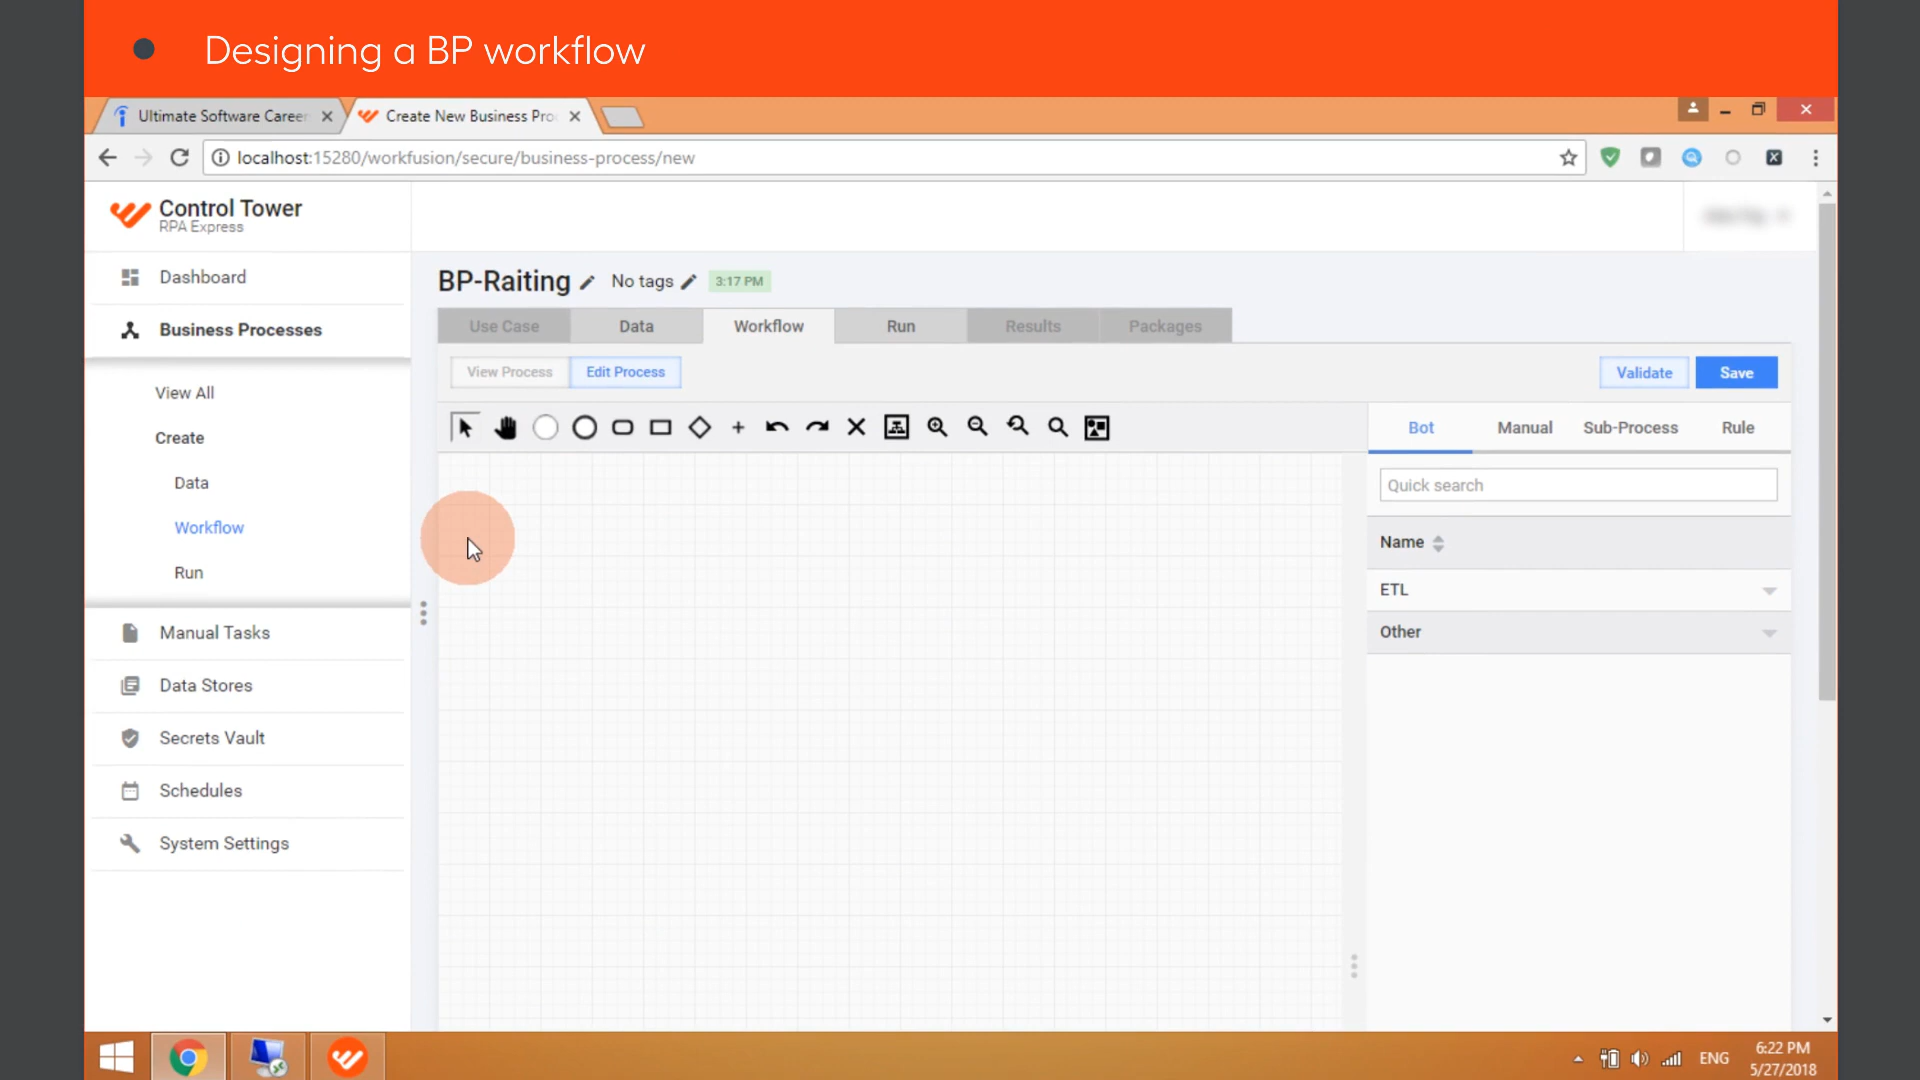 Designing a BP workflow
Ultimate Software Career
Create New Business Pro
localhost:15280/workfusion/secure/business-process/new
Control Tower
RPA Express
Dashboard
Business Processes
View All
Create
Data
Workflow
Run
Manual Tasks
Data Stores
Secrets Vault
Schedules
System Settings
BP-Raiting
No tags
3:17 PM
Use Case
Data
Workflow
Run
Results
Packages
View Process
Edit Process
Validate
Save
Bot
Manual
Sub-Process
Rule
Quick search
Name
ETL
Other
ENG
6:22 PM
5/27/2018